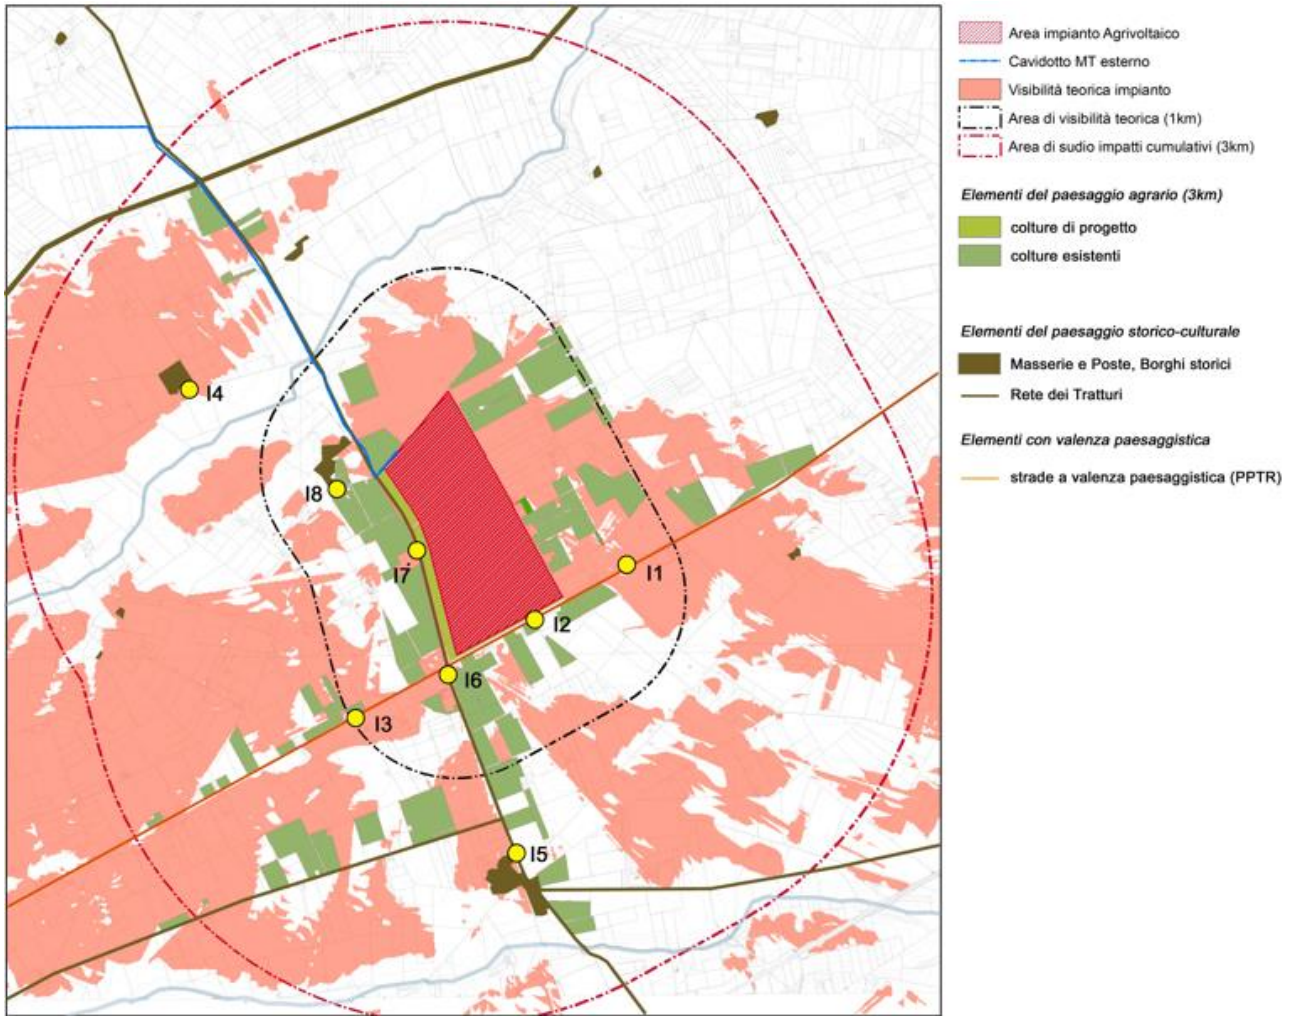 Area impianto Agrivoltaico
Cavidotto MT esterno
Visibilità teorica impianto
Area di visibilità teorica (1km)
Area di sudio impatti cumulativi (3km)
Elementi del paesaggio agrario (3km)
colture di progetto
colture esistenti
Elementi del paesaggio storico-culturale
Masserie e Poste, Borghi storici
Rete dei Tratturi
Elementi con valenza paesaggistica
strade a valenza paesaggistica (PPTR)
I4
I8
I7
I1
I2
I6
I3
I5